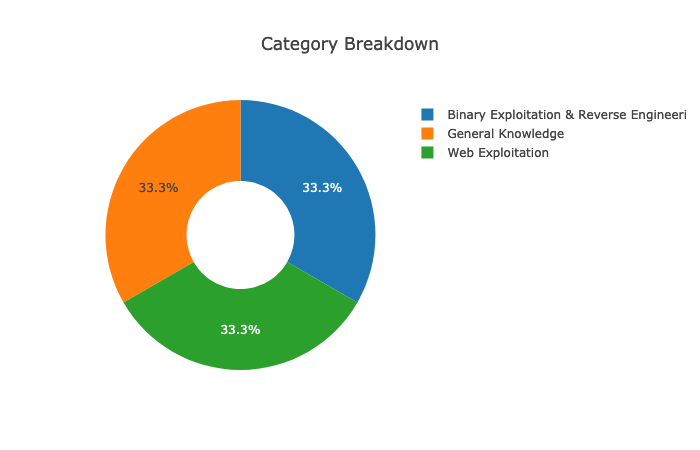 Category Breakdown
Binary Exploitation & Reverse Engineeri
General Knowledge
Web Exploitation
33.3%
33.3%
33.3%